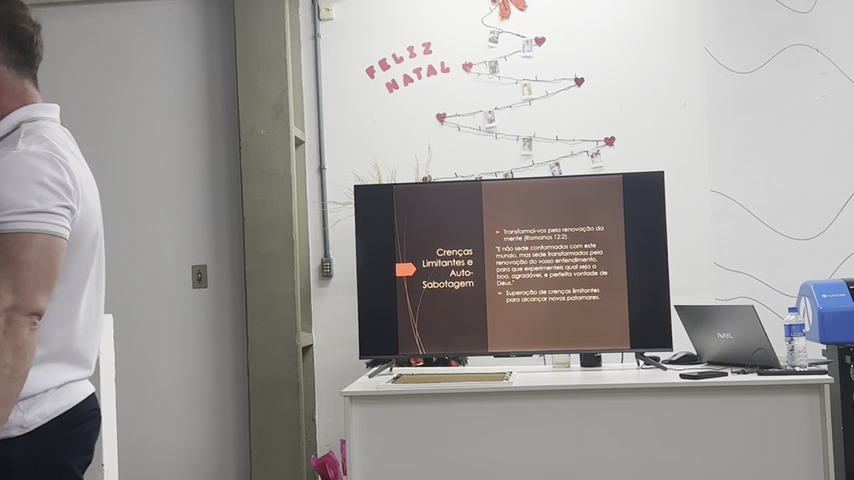 FELIZ
NATAL
Crenças
Limitantes e
Auto-
Sabotagem
Transformai-vos pela renovação da
mente (Romanos 12:2).
"E não sede conformados com este
mundo, mas sede transformados pela
renovação do vosso entendimento,
para que experimenteis qual seja a
boa, agradável, e perfeita vontade de
Deus."
Superação de crenças limitantes
para alcançar novos patamares.